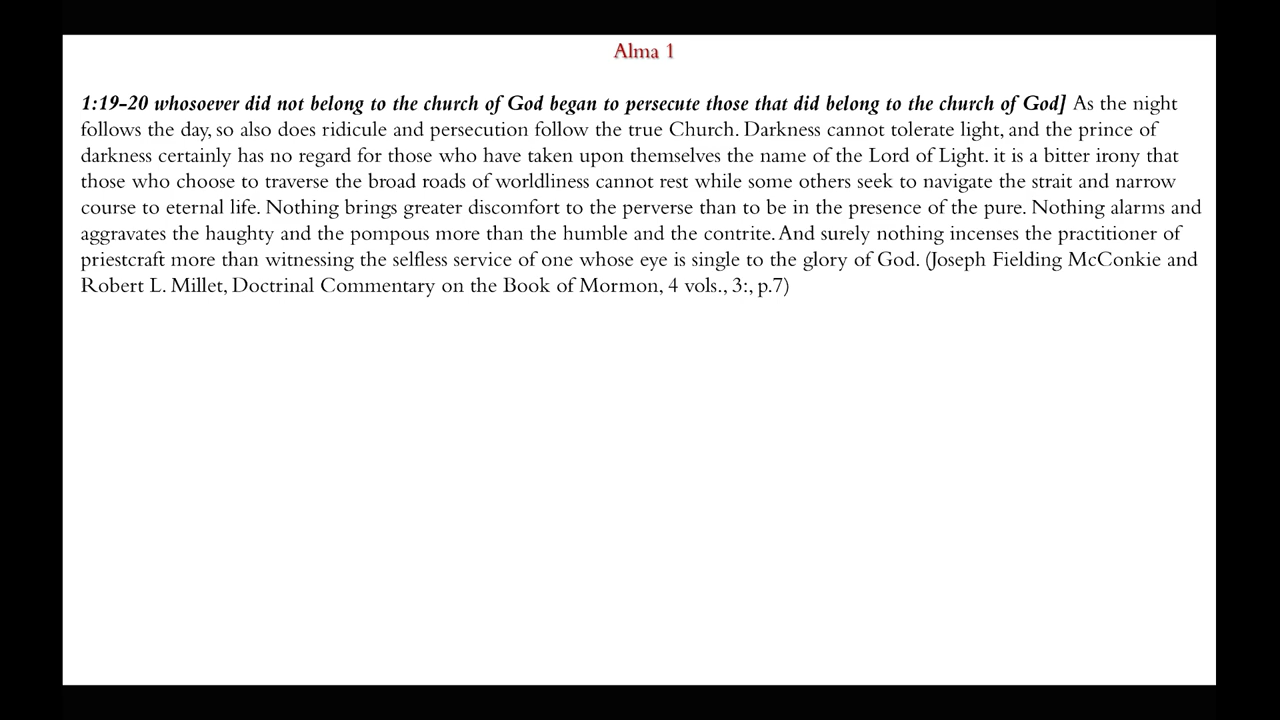 Alma 1
1:19-20 whosoever did not belong to the church of God began to persecute those that did belong to the church of God] As the night
follows the day, so also does ridicule and persecution follow the true Church. Darkness cannot tolerate light, and the prince of
darkness certainly has no regard for those who have taken upon themselves the name of the Lord of Light. it is a bitter irony that
those who choose to traverse the broad roads of worldliness cannot rest while some others seek to navigate the strait and narrow
course to eternal life. Nothing brings greater discomfort to the perverse than to be in the presence of the pure. Nothing alarms and
aggravates the haughty and the pompous more than the humble and the contrite. And surely nothing incenses the practitioner of
priestcraft more than witnessing the selfless service of one whose eye is single to the glory of God. (Joseph Fielding McConkie and
Robert L. Millet, Doctrinal Commentary on the Book of Mormon, 4 vols., 3:, p.7)